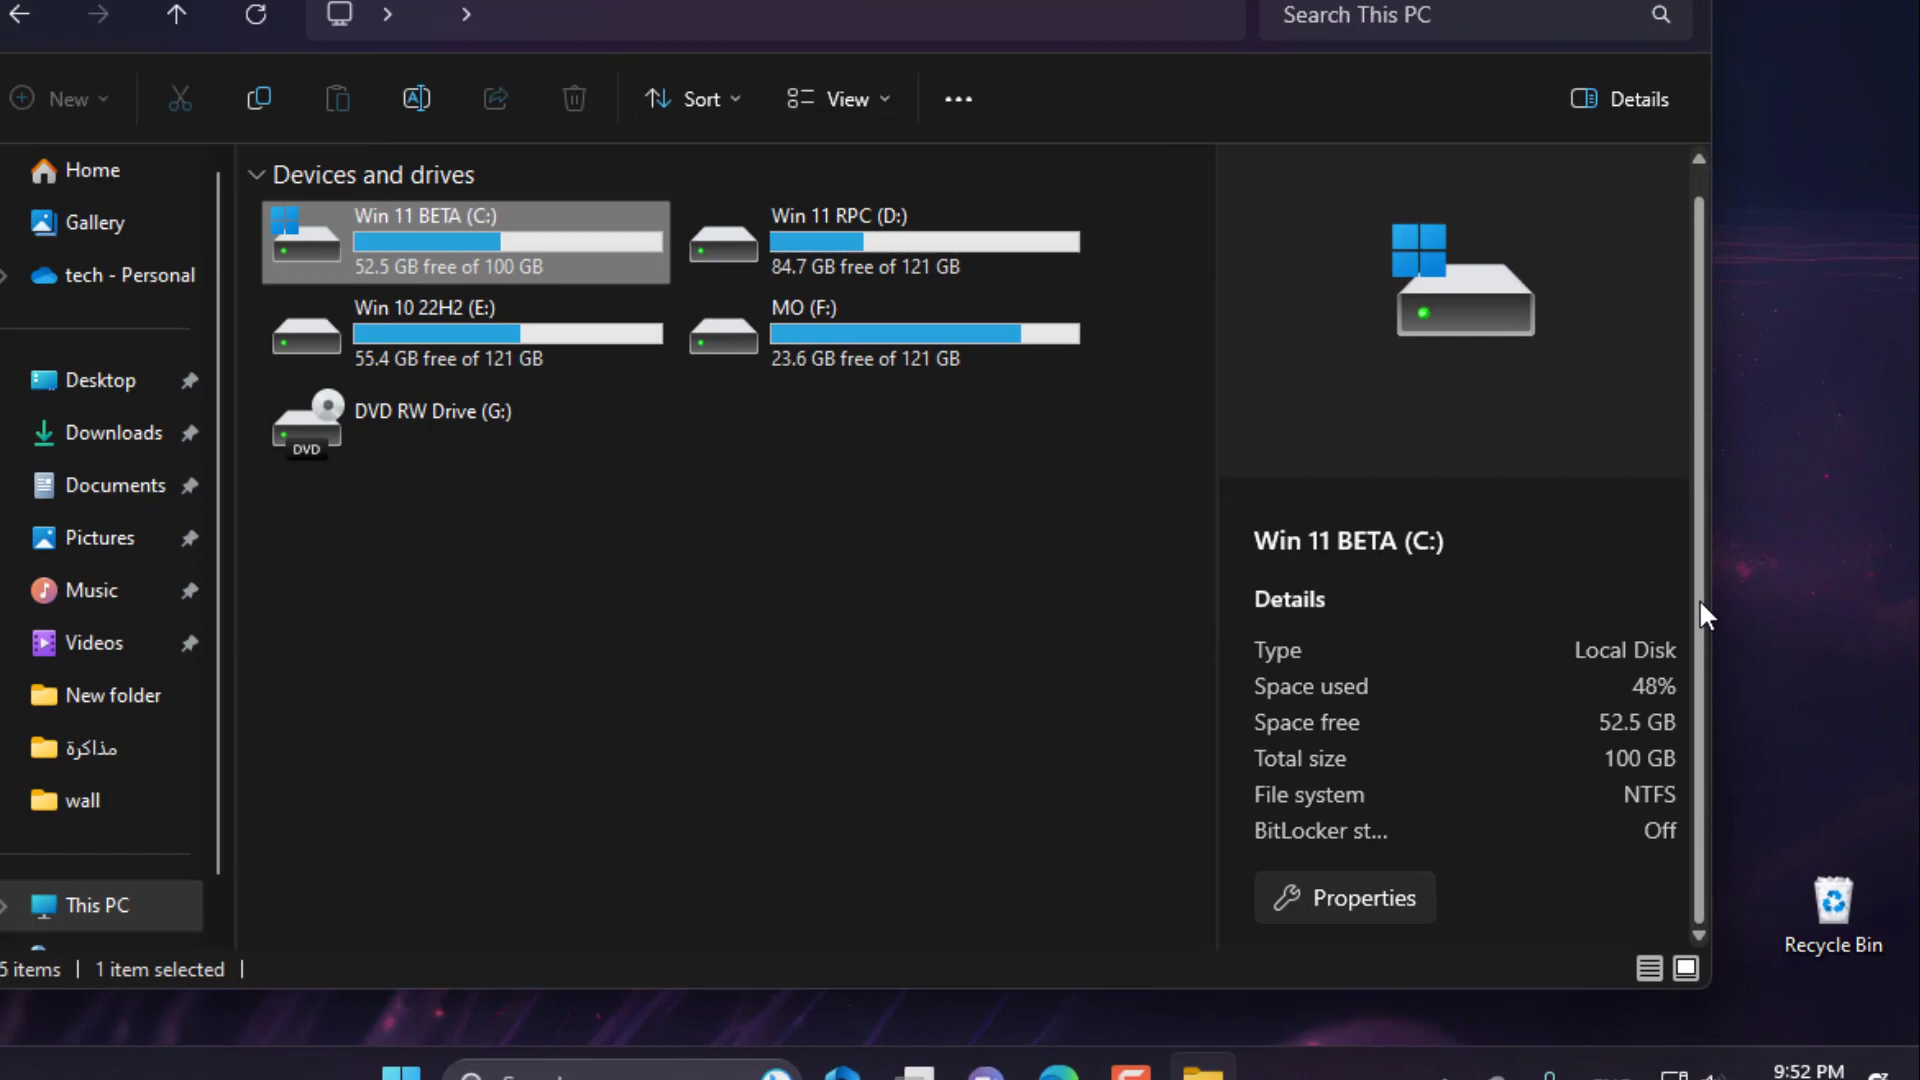 Search This PC
New
Sort
View
Details
Home
Gallery
tech - Personal
Desktop
Downloads
Documents
Pictures
Music
Videos
New folder
مذاكرة
wall
This PC
Devices and drives
Win 11 BETA (C:)
52.5 GB free of 100 GB
Win 11 RPC (D:)
84.7 GB free of 121 GB
Win 10 22H2 (E:)
55.4 GB free of 121 GB
MO (F:)
23.6 GB free of 121 GB
DVD RW Drive (G:)
DVD
Win 11 BETA (C:)
Details
Type Local Disk
Space used 48%
Space free 52.5 GB
Total size 100 GB
File system NTFS
BitLocker st... Off
Properties
5 items
1 item selected
Recycle Bin
9:52 PM